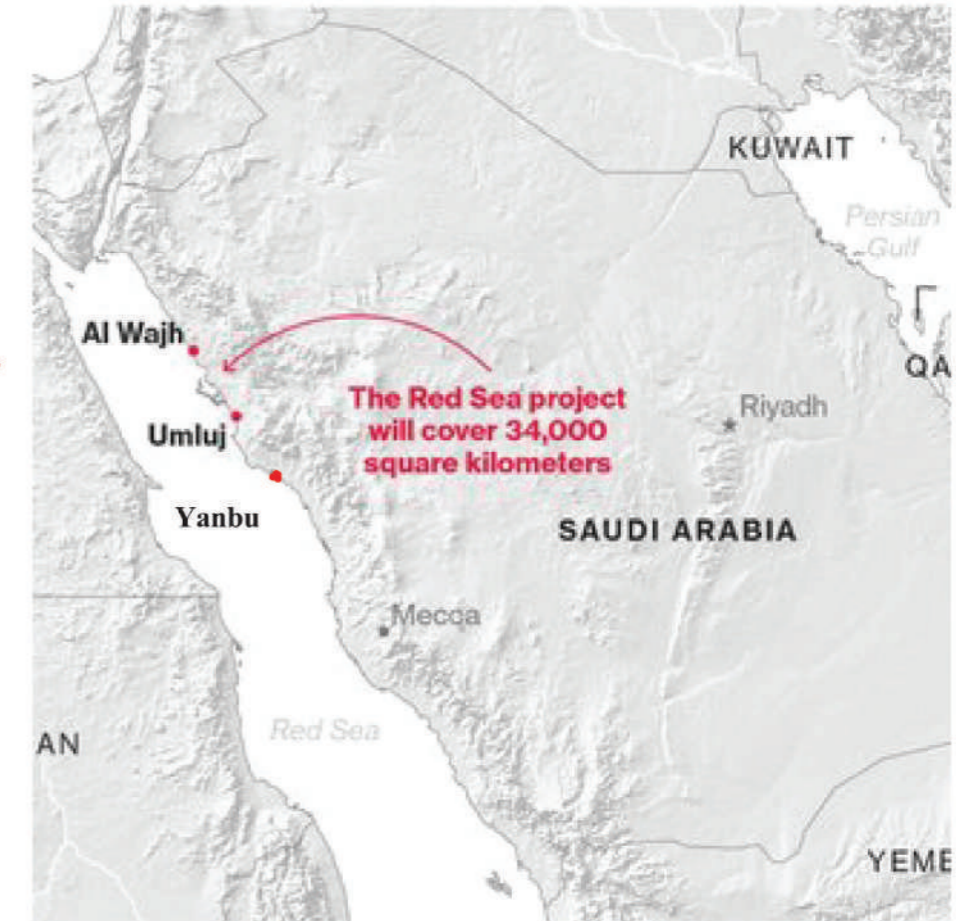 KUWAIT
Persian
Gulf
Al Wajh
QA
The Red Sea project
will cover 34,000
square kilometers
Riyadh
Umluj
Yanbu
SAUDI ARABIA
Mecca
Red Sea
AN
YEME